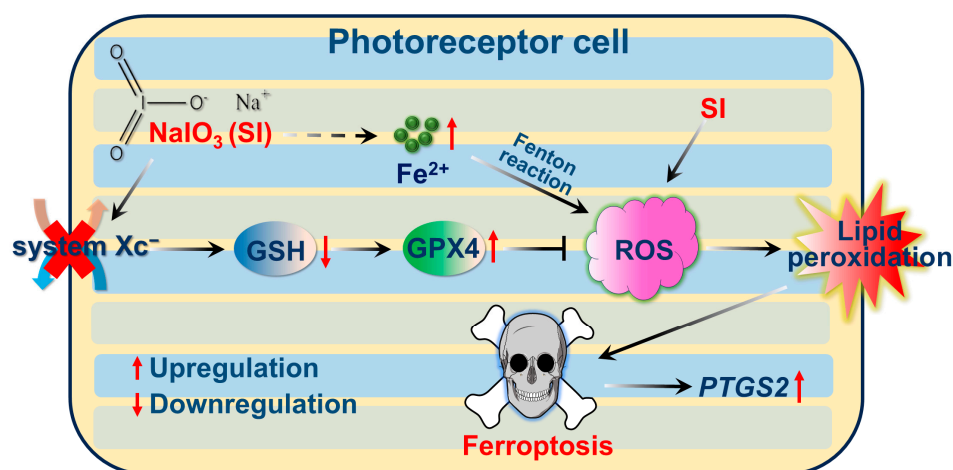 Photoreceptor cell
O
I
O⁻
O
Na⁺
NaIO₃ (SI)
Fe²⁺
Fenton
reaction
SI
system Xc⁻
GSH
GPX4
ROS
Lipid
peroxidation
Upregulation
Downregulation
Ferroptosis
PTGS2